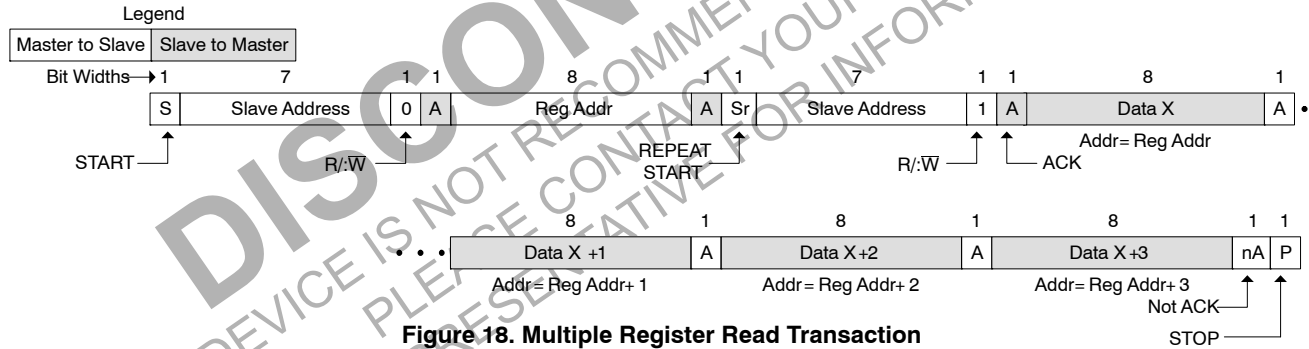 Legend
Master to Slave Slave to Master
Bit Widths 1 7 1 1 8 1 1 7 1 1 8 1
S Slave Address 0 A Reg Addr A Sr Slave Address 1 A Data X A
Addr= Reg Addr
START R/:W̅ REPEAT START R/:W̅ ACK
8 1 8 1 8 1 1
Data X +1 A Data X+2 A Data X+3 nA P
Addr= Reg Addr+ 1 Addr= Reg Addr+ 2 Addr= Reg Addr+ 3
Not ACK
STOP
Figure 18. Multiple Register Read Transaction
DISCON
DEVICE IS NOT RECOMMEN
PLEASE CONTACT YOUR
RESENTATIVE FOR INFOR